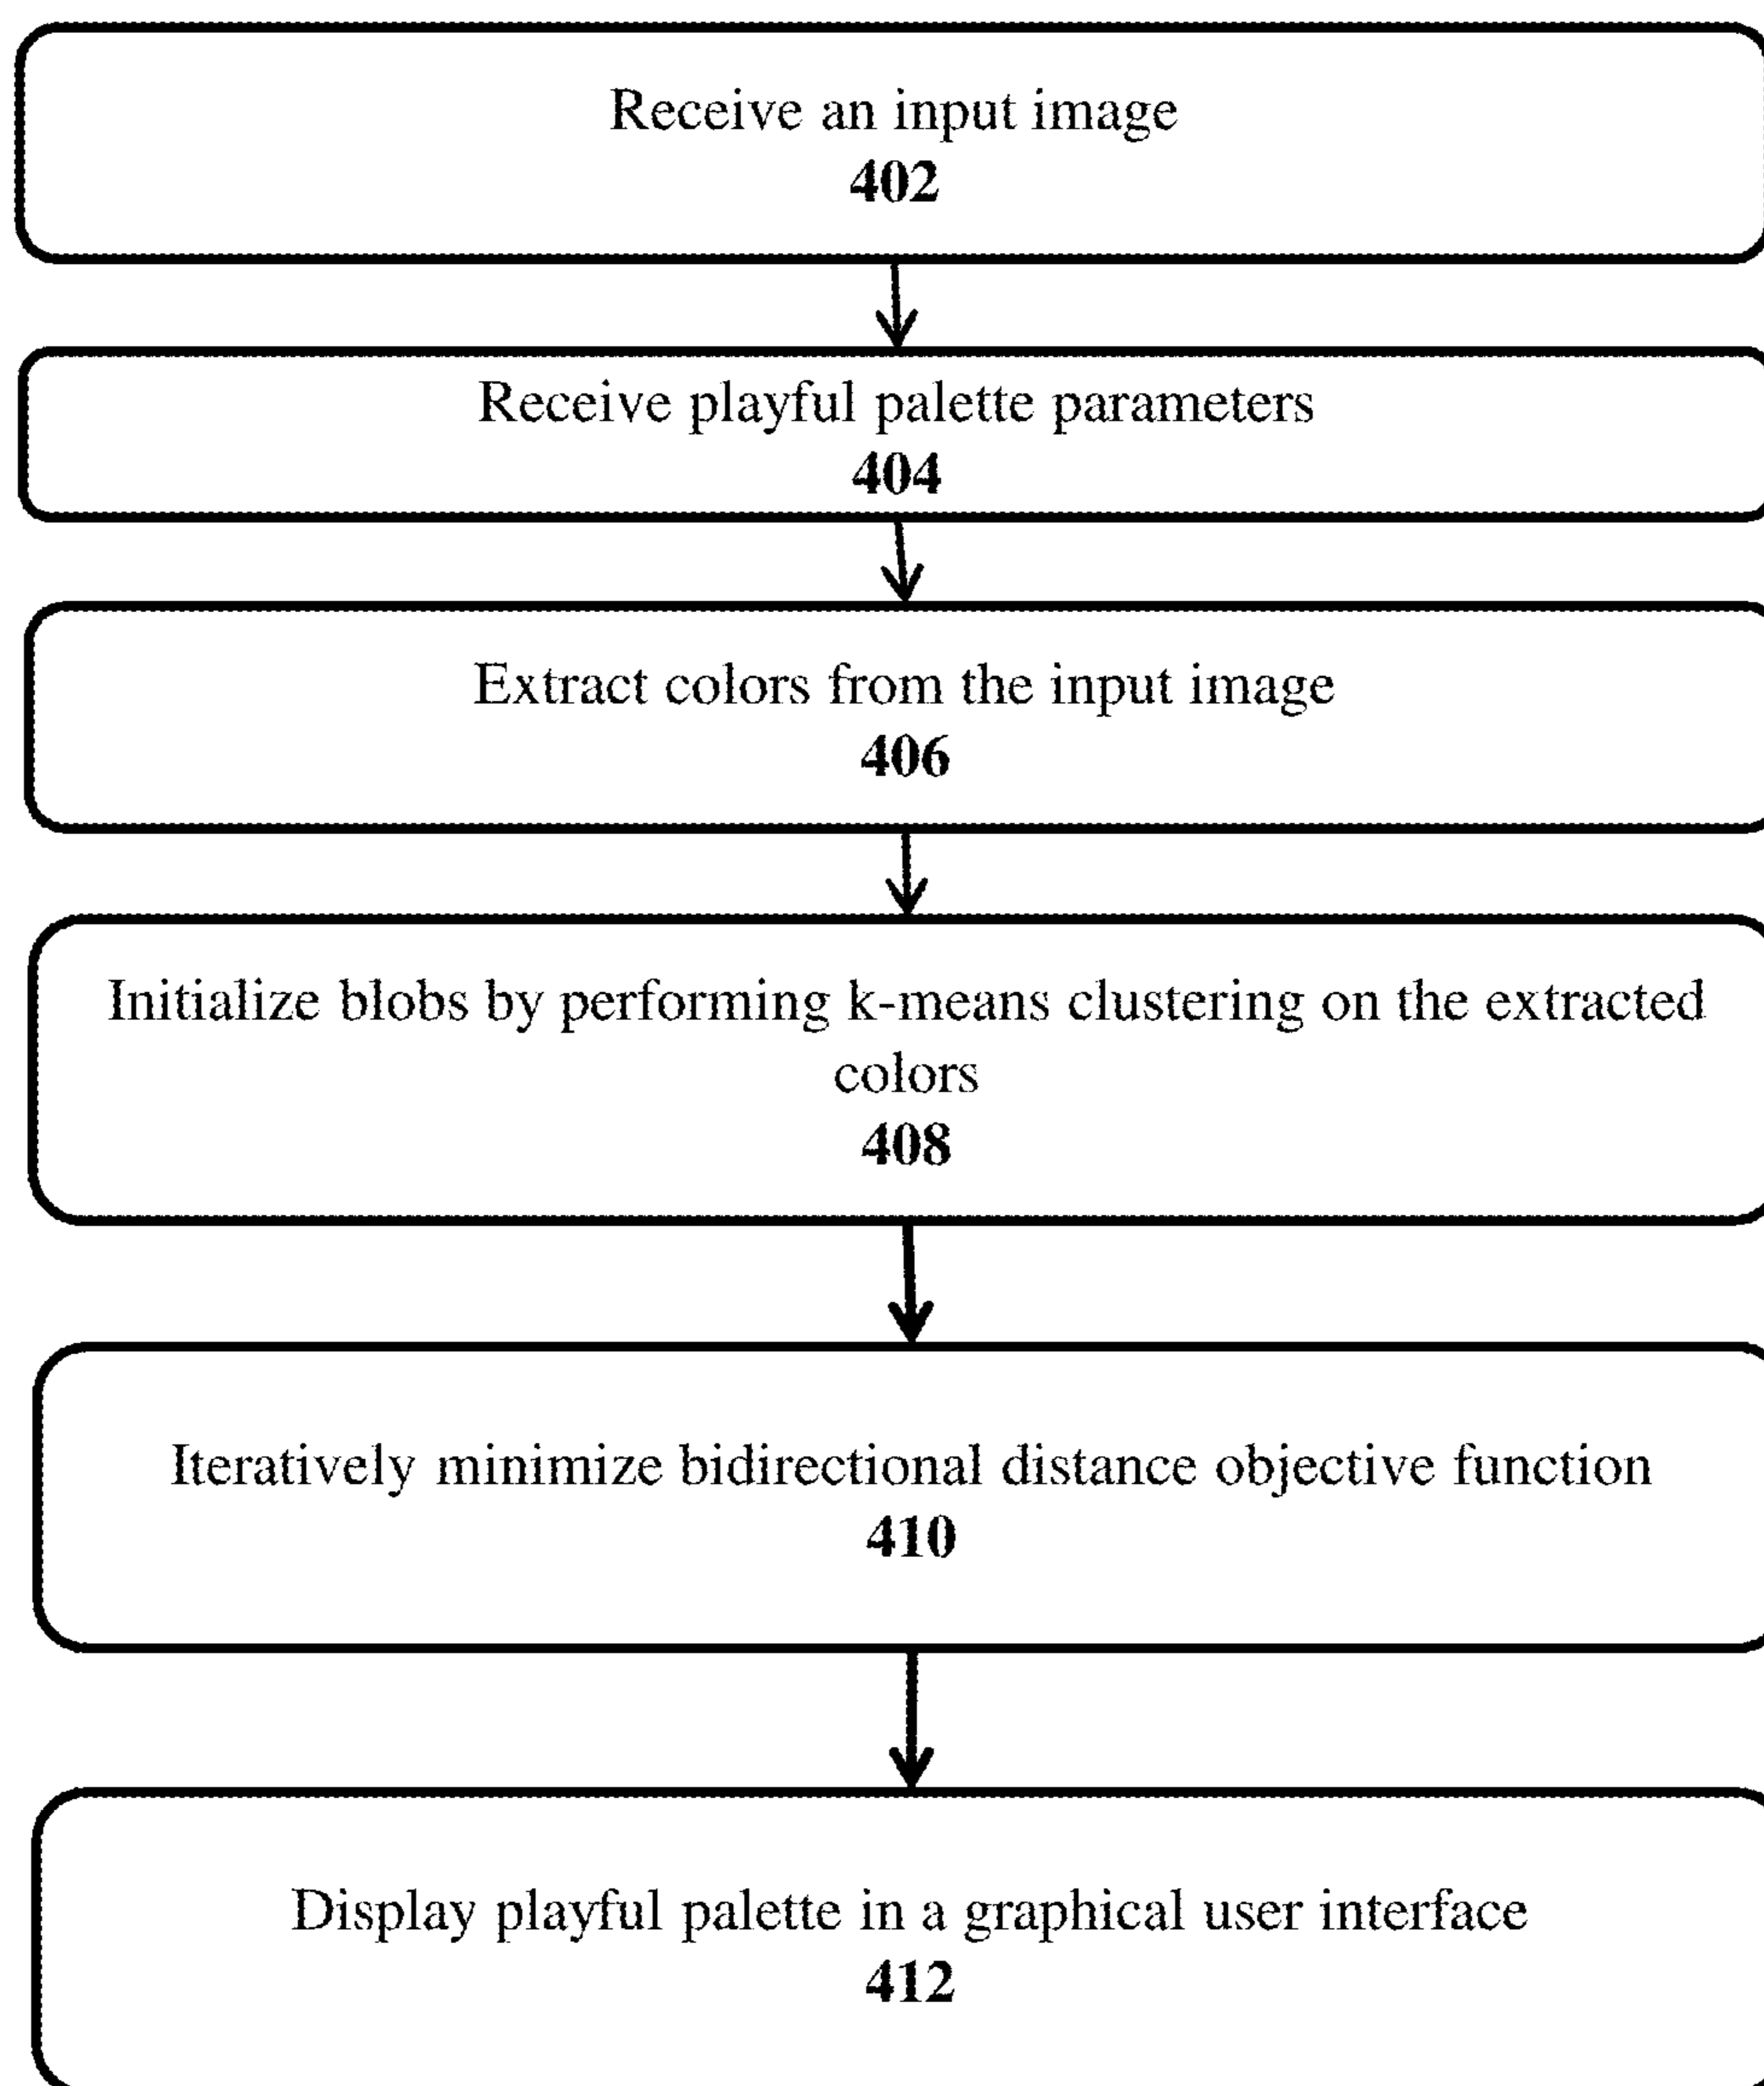 Receive an input image
402
Receive playful palette parameters
404
Extract colors from the input image
406
Initialize blobs by performing k-means clustering on the extracted
colors
408
Iteratively minimize bidirectional distance objective function
410
Display playful palette in a graphical user interface
412